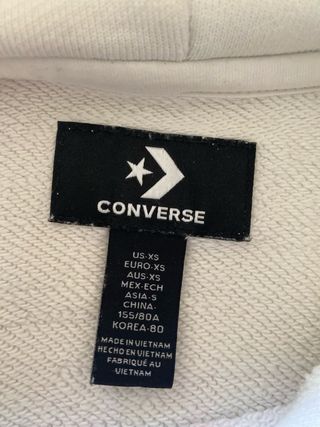 CONVERSE
US-XS
EURO-XS
AUS-XS
MEX-ECH
ASIA-S
CHINA-
155/80A
KOREA-80
MADE IN VIETNAM
HECHO EN VIETNAM
FABRIQUÉ AU
VIETNAM